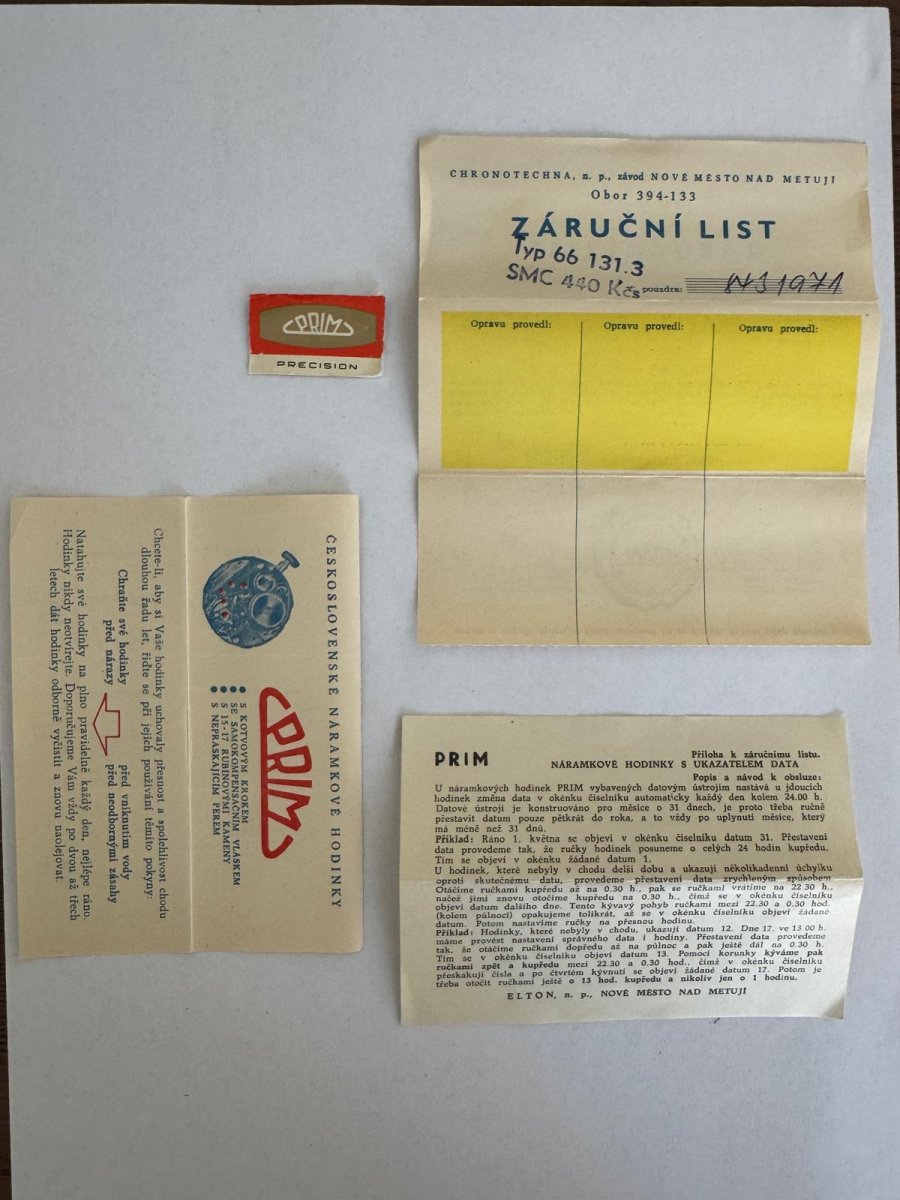 CHRONOTECHNA, n. p., závod NOVÉ MĚSTO NAD METUJÍ
Obor 394-133
ZÁRUČNÍ LIST
Typ 66 131.3
SMC 440 Kčs
pouzdra:
Opravu provedl: Opravu provedl: Opravu provedl:
PRIM
PRECISION
ČESKOSLOVENSKÉ NÁRAMKOVÉ HODINKY
PRIM
S KOTVOVÝM KROKEM
SE SAMOKOMPENSAČNÍM VLÁSKEM
S 15-17 RUBÍNOVÝMI KAMENY
S NEPRASKAJÍCÍM PEREM
Chcete-li, aby si Vaše hodinky uchovaly přesnost a spolehlivost chodu
dlouhou řadu let, řiďte se při jejich používání těmito pokyny:
Chraňte své hodinky
před nárazy
před vniknutím vody
před neodbornými zásahy
Natahujte své hodinky na plno pravidelně každý den, nejlépe ráno.
Hodinky nikdy neotvírejte. Doporučujeme Vám vždy po dvou až třech
letech dát hodinky odborně vyčistit a znovu naolejovat.
PRIM
Příloha k záručnímu listu.
NÁRAMKOVÉ HODINKY S UKAZATELEM DATA
Popis a návod k obsluze:
U náramkových hodinek PRIM vybavených datovým ústrojím nastává u jdoucích
hodinek změna data v okénku číselníku automaticky každý den kolem 24.00 h.
Datové ústrojí je konstruováno pro měsíce o 31 dnech, je proto třeba ručně
přestavit datum pouze pětkrát do roka, a to vždy po uplynutí měsíce, který
má méně než 31 dnů.
Příklad: Ráno 1. května se objeví v okénku číselníku datum 31. Přestavení
data provedeme tak, že ručky hodinek posuneme o celých 24 hodin kupředu.
Tím se objeví v okénku žádané datum 1.
U hodinek, které nebyly v chodu delší dobu a ukazují několikadenní úchylku
oproti skutečnému datu, provedeme přestavení data zrychleným způsobem
Otáčíme ručkami kupředu až na 0.30 h., pak se ručkami vrátíme na 22.30 h.,
načež jimi znovu otočíme kupředu na 0.30 h., čímž se v okénku číselníku
objeví datum dalšího dne. Tento kývavý pohyb ručkami mezi 22.30 a 0.30 hod.
(kolem půlnoci) opakujeme tolikrát, až se v okénku číselníku objeví žádané
datum. Potom nastavíme ručky na přesnou hodinu.
Příklad: Hodinky, které nebyly v chodu, ukazují datum 12. Dne 17. ve 13.00 h.
máme provést nastavení správného data i hodiny. Přestavení data provedeme
tak, že otáčíme ručkami dopředu až na půlnoc a pak ještě dál na 0.30 h.
Tím se v okénku číselníku objeví datum 13. Pomocí korunky kýváme pak
ručkami zpět a kupředu mezi 22.30 a 0.30 hod., čímž v okénku číselníku
přeskakují čísla a po čtvrtém kývnutí se objeví žádané datum 17. Potom je
třeba otočit ručkami ještě o 13 hod. kupředu a nikoliv jen o 1 hodinu.
ELTON, n. p., NOVÉ MĚSTO NAD METUJÍ